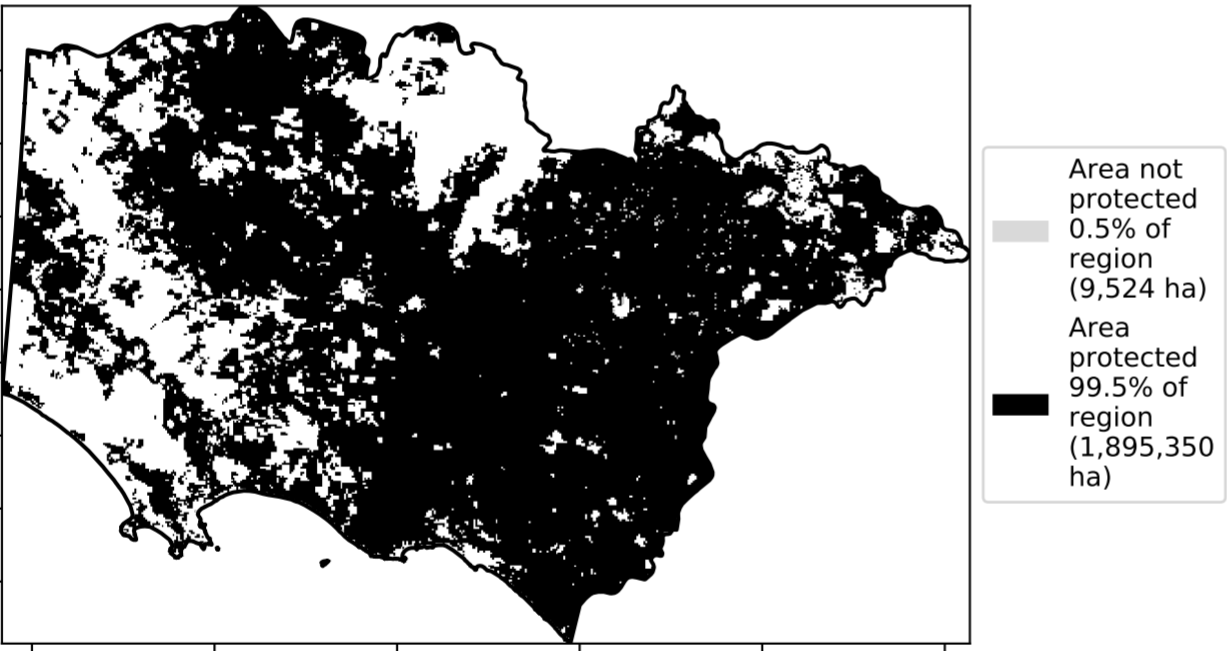 Area not
protected
0.5% of
region
(9,524 ha)
Area
protected
99.5% of
region
(1,895,350
ha)